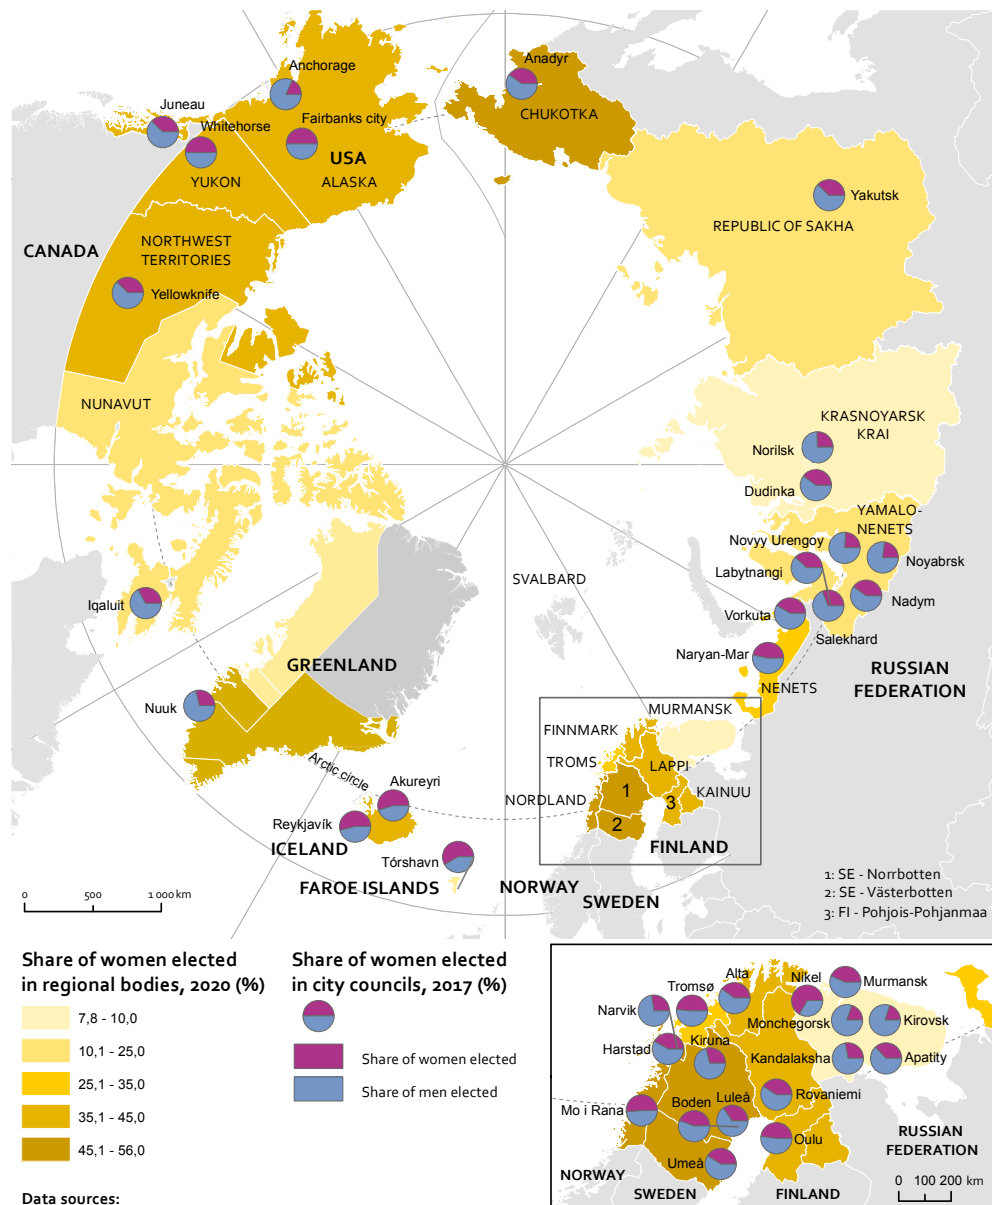 Anchorage
Anadyr
Juneau
Whitehorse
Fairbanks city
CHUKOTKA
USA
YUKON
ALASKA
Yakutsk
REPUBLIC OF SAKHA
CANADA
NORTHWEST
TERRITORIES
Yellowknife
NUNAVUT
KRASNOYARSK
KRAI
Norilsk
Dudinka
YAMALO-
NENETS
Novyy Urengoy
Noyabrsk
Labytnangi
SVALBARD
Nadym
Iqaluit
Vorkuta
Salekhard
Naryan-Mar
GREENLAND
RUSSIAN
FEDERATION
NENETS
Nuuk
MURMANSK
FINNMARK
TROMS
LAPPI
Arctic circle
Akureyri
1
KAINUU
NORDLAND
3
Reykjavík
2
ICELAND
FINLAND
Tórshavn
FAROE ISLANDS
NORWAY
SWEDEN
1: SE - Norrbotten
2: SE - Västerbotten
3: FI - Pohjois-Pohjanmaa
0 500 1000 km
Share of women elected
in regional bodies, 2020 (%)
7,8 - 10,0
10,1 - 25,0
25,1 - 35,0
35,1 - 45,0
45,1 - 56,0
Data sources:
Share of women elected
in city councils, 2017 (%)
Share of women elected
Share of men elected
Alta
Nikel
Murmansk
Tromsø
Narvik
Monchegorsk
Kirovsk
Harstad
Kiruna
Kandalaksha
Apatity
Rovaniemi
Mo i Rana
Boden
Luleå
Oulu
RUSSIAN
FEDERATION
Umeå
NORWAY
SWEDEN
FINLAND
0 100 200 km